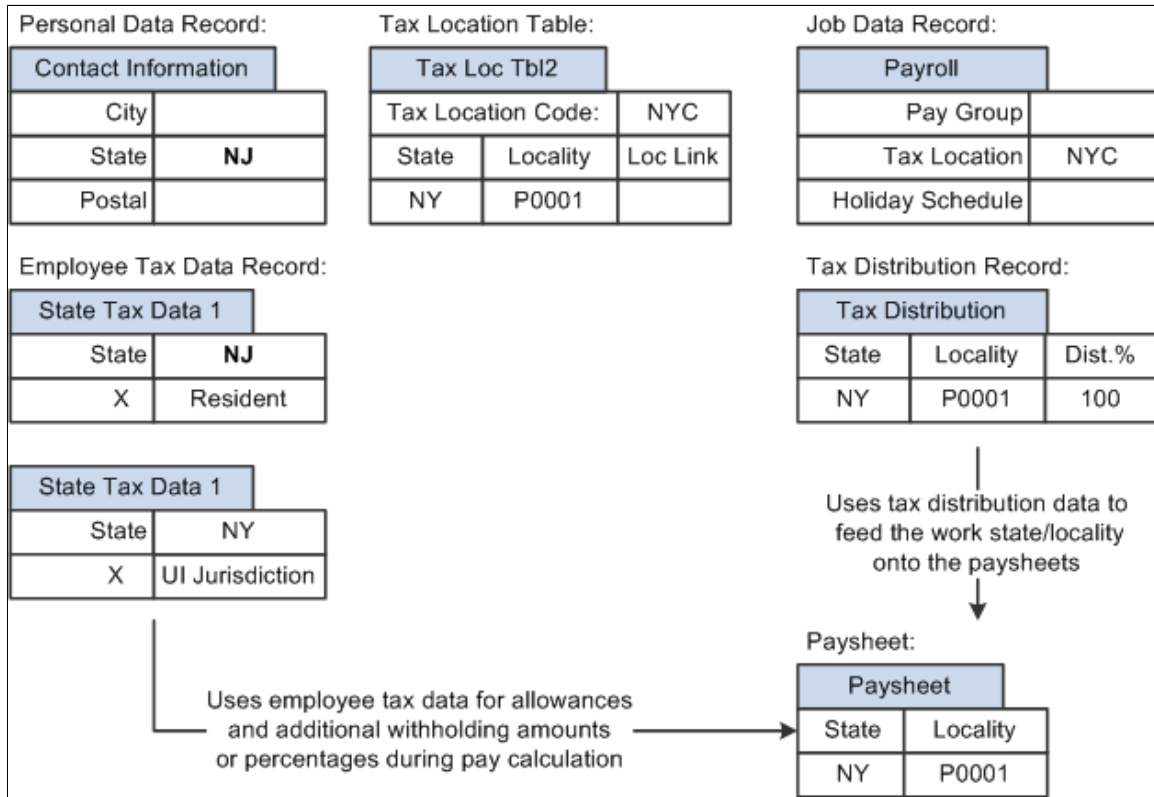 Personal Data Record:
Contact Information
City
State NJ
Postal
Tax Location Table:
Tax Loc Tbl2
Tax Location Code: NYC
State Locality Loc Link
NY P0001
Job Data Record:
Payroll
Pay Group
Tax Location NYC
Holiday Schedule
Employee Tax Data Record:
State Tax Data 1
State NJ
X Resident
State Tax Data 1
State NY
X UI Jurisdiction
Tax Distribution Record:
Tax Distribution
State Locality Dist.%
NY P0001 100
Uses tax distribution data to
feed the work state/locality
onto the paysheets
Uses employee tax data for allowances
and additional withholding amounts
or percentages during pay calculation
Paysheet:
Paysheet
State Locality
NY P0001